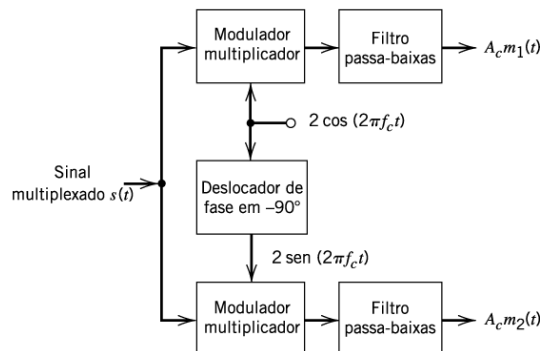 Modulador
multiplicador
Filtro
passa-baixas
A_c m_1(t)
2 cos (2πf_c t)
Sinal
multiplexado s(t)
Deslocador de
fase em –90°
2 sen (2πf_c t)
Modulador
multiplicador
Filtro
passa-baixas
A_c m_2(t)